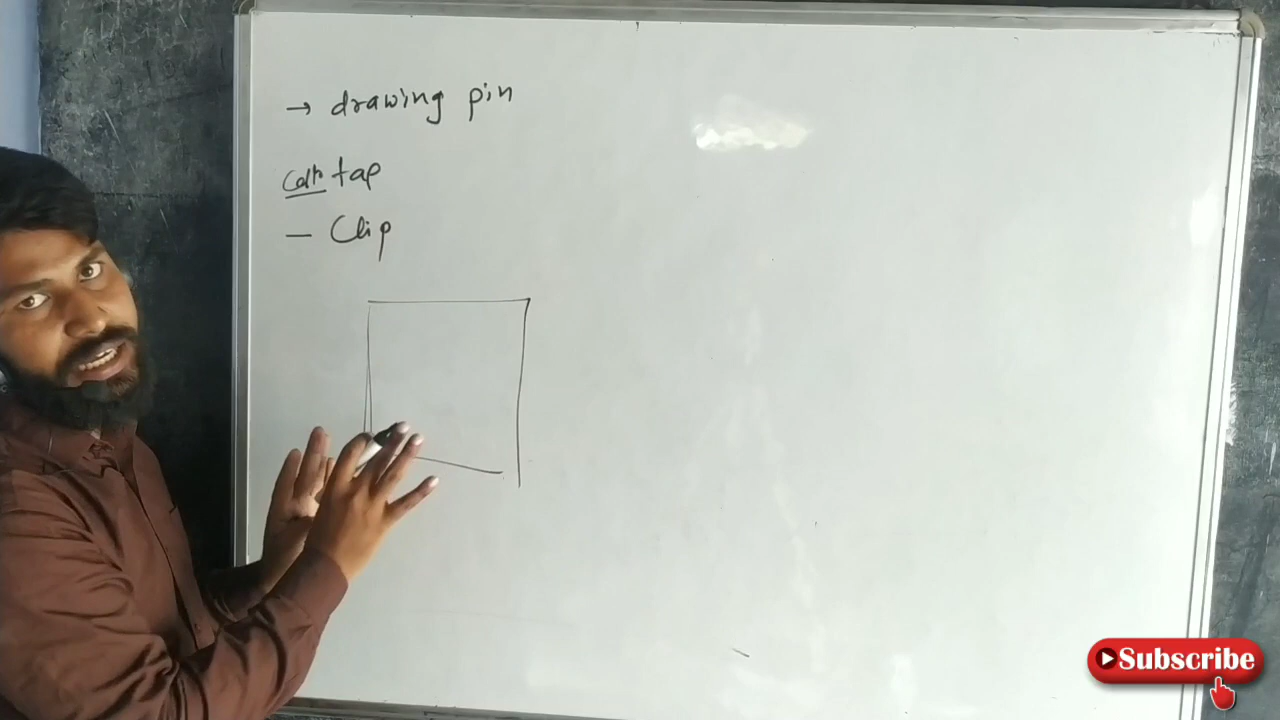 → drawing pin
tap
— Clip
Subscribe